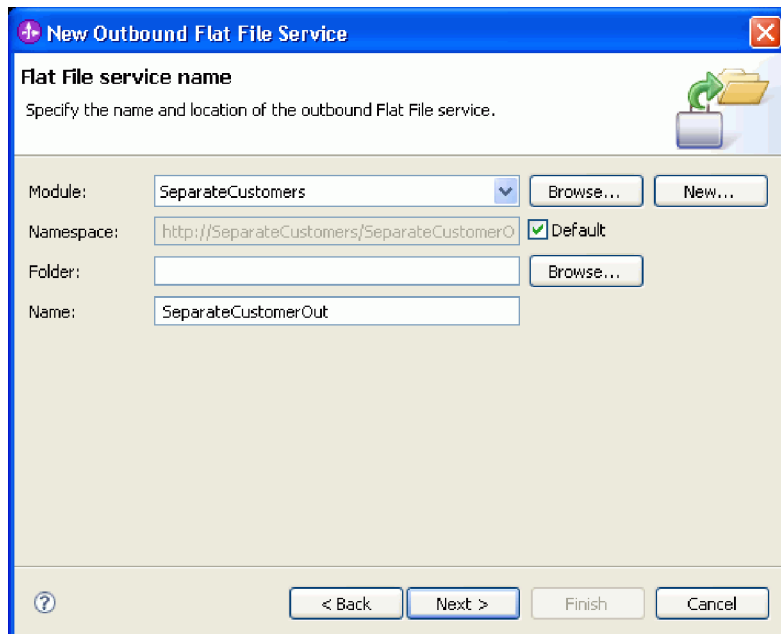 New Outbound Flat File Service
Flat File service name
Specify the name and location of the outbound Flat File service.
Module: SeparateCustomers Browse... New...
Namespace: http://SeparateCustomers/SeparateCustomerO Default
Folder: Browse...
Name: SeparateCustomerOut
? < Back Next > Finish Cancel